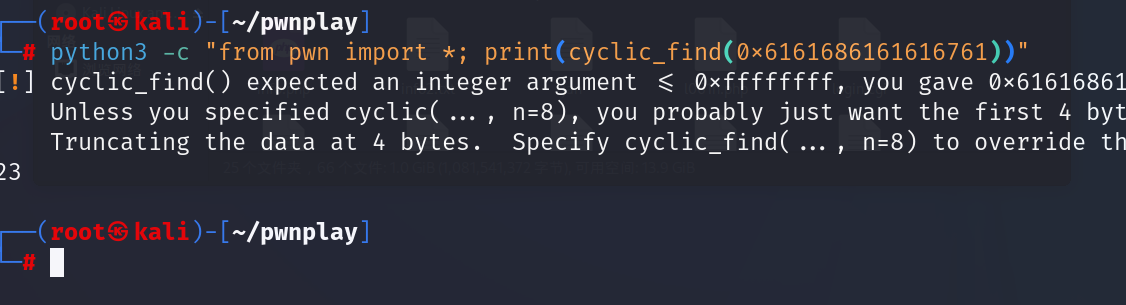 ┌──(root㉿kali)-[~/pwnplay]
└─# python3 -c "from pwn import *; print(cyclic_find(0×6161686161616761))"
[!] cyclic_find() expected an integer argument ≤ 0×ffffffff, you gave 0×61616861
Unless you specified cyclic(..., n=8), you probably just want the first 4 byt
Truncating the data at 4 bytes. Specify cyclic_find(..., n=8) to override th
23
┌──(root㉿kali)-[~/pwnplay]
└─#